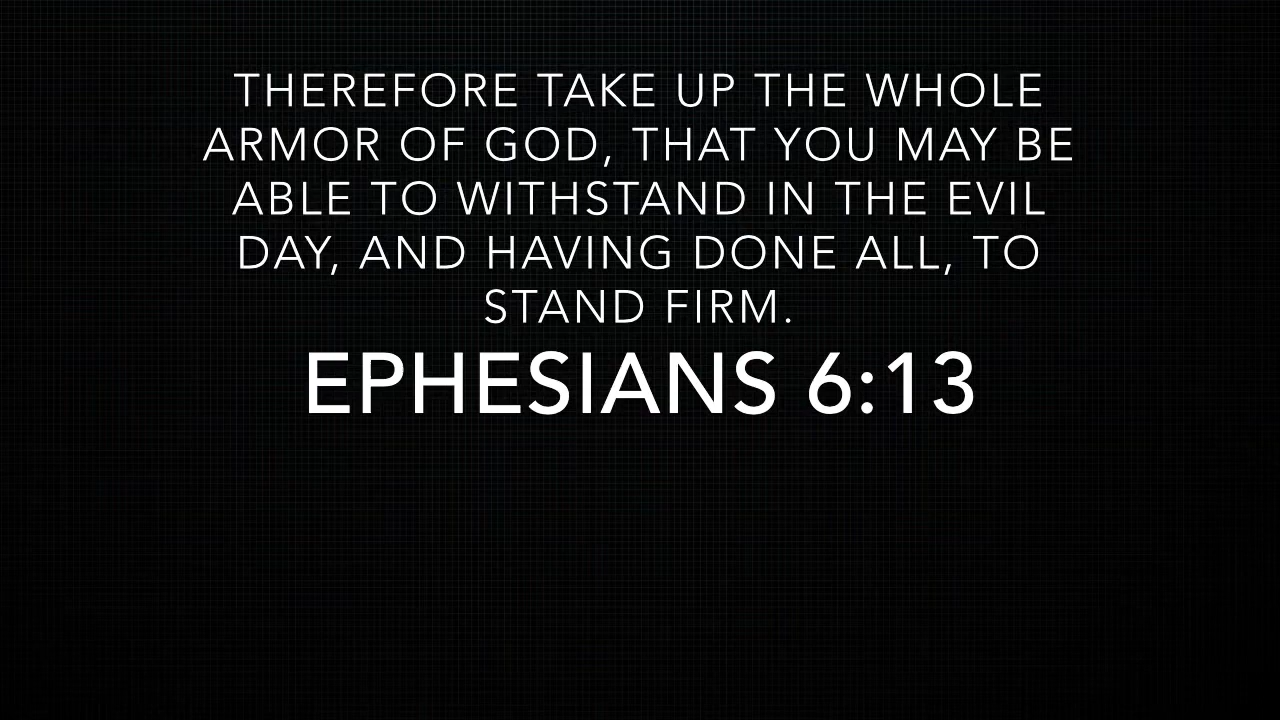 THEREFORE TAKE UP THE WHOLE
ARMOR OF GOD, THAT YOU MAY BE
ABLE TO WITHSTAND IN THE EVIL
DAY, AND HAVING DONE ALL, TO
STAND FIRM.
EPHESIANS 6:13